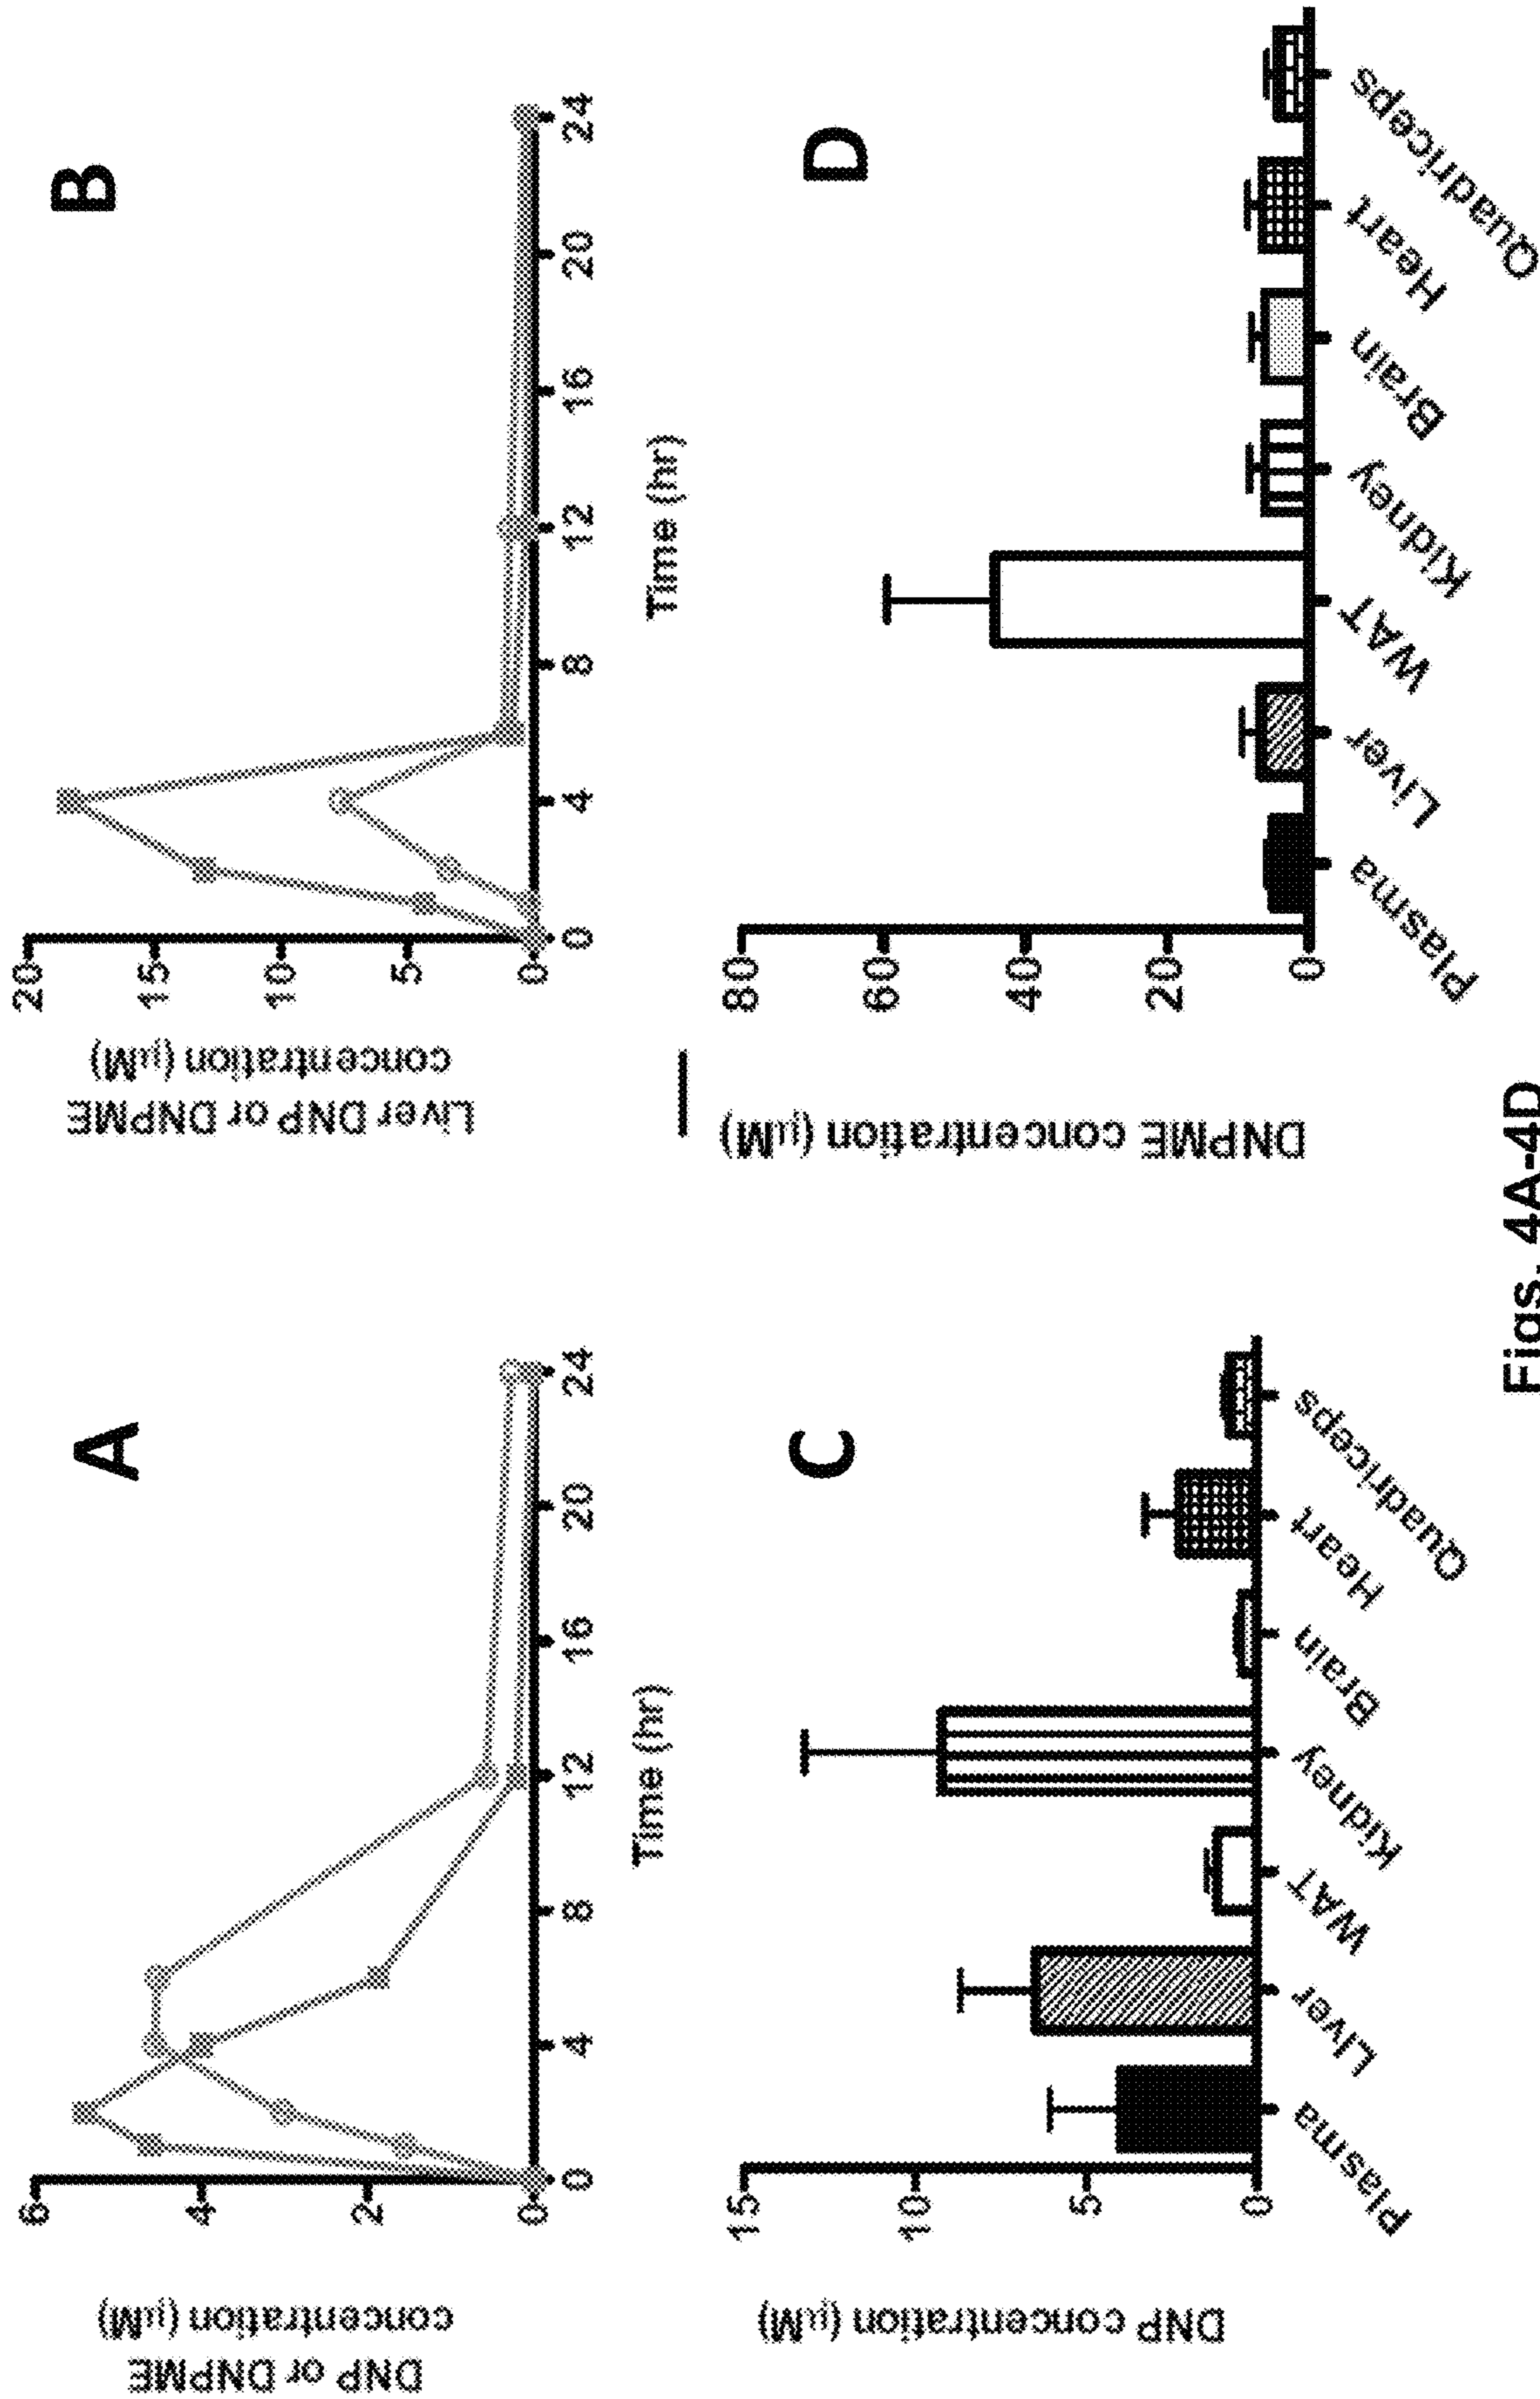 A
DNP or DNPME
concentration (µM)
6
4
2
0
0 4 8 12 16 20 24
Time (hr)
B
Liver DNP or DNPME
concentration (µM)
20
15
10
5
0
0 4 8 12 16 20 24
Time (hr)
C
DNP concentration (µM)
15
10
5
0
Plasma
Liver
WAT
Kidney
Brain
Heart
Quadriceps
D
DNPME concentration (µM)
80
60
40
20
0
Plasma
Liver
WAT
Kidney
Brain
Heart
Quadriceps
Figs. 4A-4D